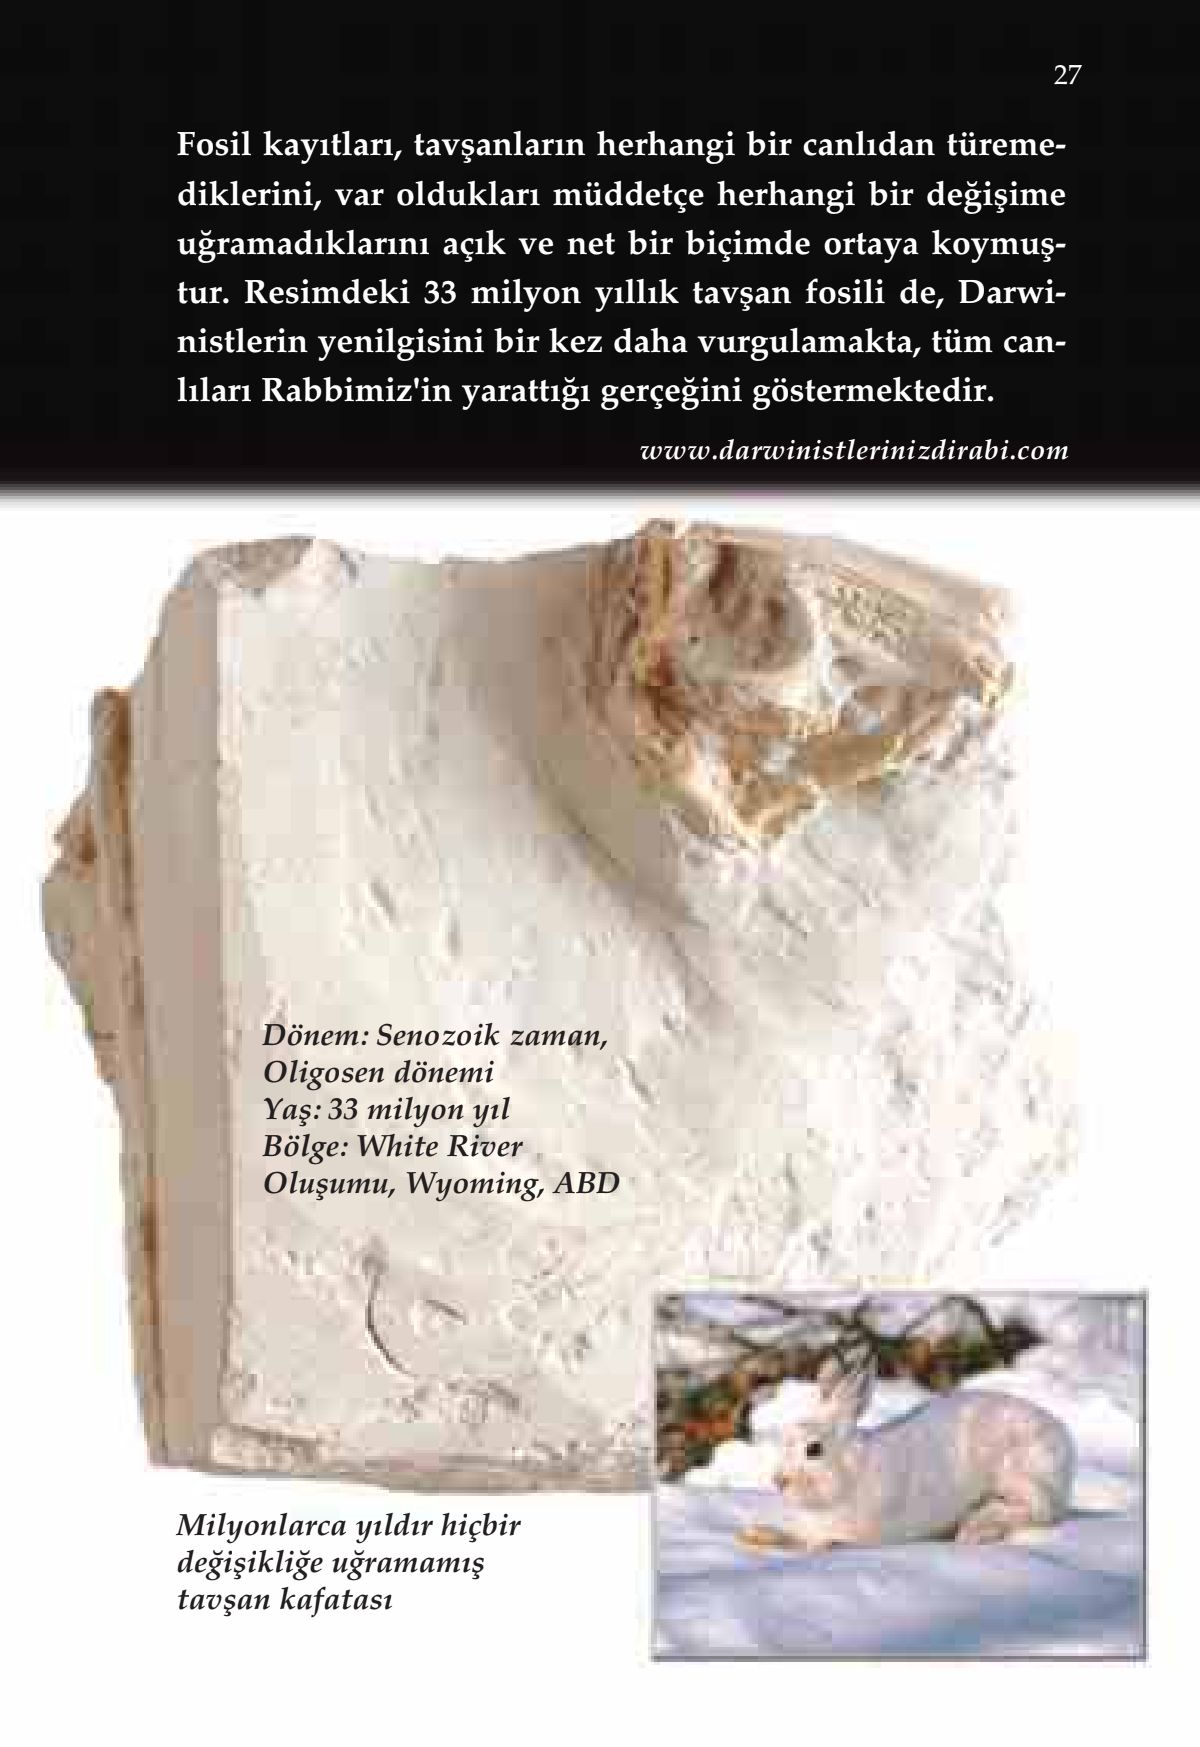 27
Fosil kayıtları, tavşanların herhangi bir canlıdan türeme-
diklerini, var oldukları müddetçe herhangi bir değişime
uğramadıklarını açık ve net bir biçimde ortaya koymuş-
tur. Resimdeki 33 milyon yıllık tavşan fosili de, Darwi-
nistlerin yenilgisini bir kez daha vurgulamakta, tüm can-
lıları Rabbimiz'in yarattığı gerçeğini göstermektedir.
www.darwinistlerinizdirabi.com
Dönem: Senozoik zaman,
Oligosen dönemi
Yaş: 33 milyon yıl
Bölge: White River
Oluşumu, Wyoming, ABD
Milyonlarca yıldır hiçbir
değişikliğe uğramamış
tavşan kafatası